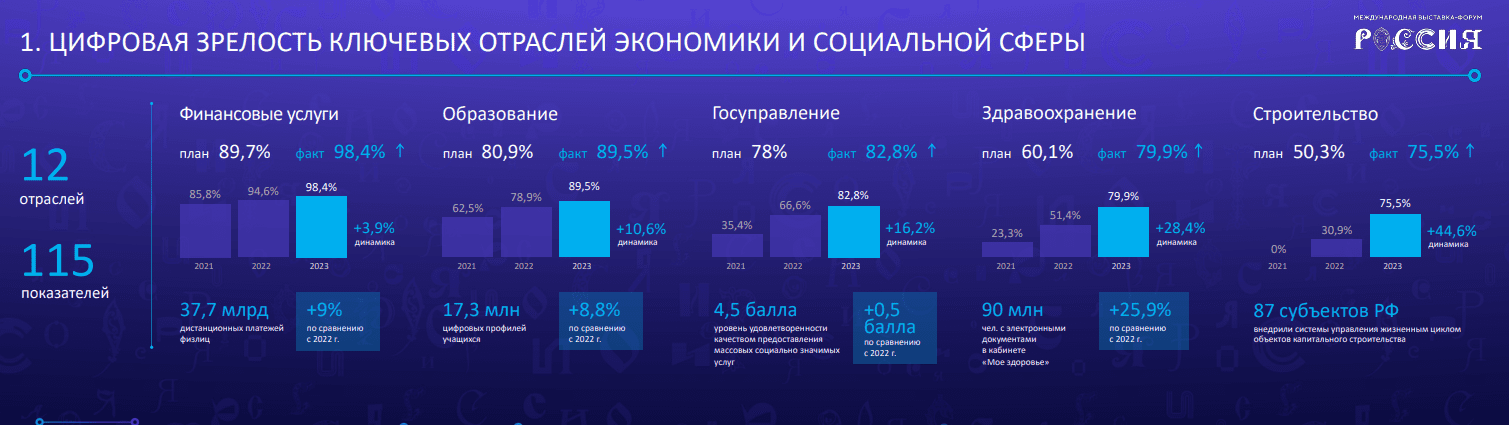 МЕЖДУНАРОДНАЯ ВЫСТАВКА-ФОРУМ
РОССИЯ
1. ЦИФРОВАЯ ЗРЕЛОСТЬ КЛЮЧЕВЫХ ОТРАСЛЕЙ ЭКОНОМИКИ И СОЦИАЛЬНОЙ СФЕРЫ
12
отраслей
115
показателей
Финансовые услуги
план 89,7% факт 98,4% ↑
85,8% 94,6% 98,4%
+3,9%
динамика
2021 2022 2023
37,7 млрд
дистанционных платежей
физлиц
+9%
по сравнению
с 2022 г.
Образование
план 80,9% факт 89,5% ↑
62,5% 78,9% 89,5%
+10,6%
динамика
2021 2022 2023
17,3 млн
цифровых профилей
учащихся
+8,8%
по сравнению
с 2022 г.
Госуправление
план 78% факт 82,8% ↑
35,4% 66,6% 82,8%
+16,2%
динамика
2021 2022 2023
4,5 балла
уровень удовлетворенности
качеством предоставления
массовых социально значимых
услуг
+0,5
балла
по сравнению
с 2022 г.
Здравоохранение
план 60,1% факт 79,9% ↑
23,3% 51,4% 79,9%
+28,4%
динамика
2021 2022 2023
90 млн
чел. с электронными
документами
в кабинете
«Мое здоровье»
+25,9%
по сравнению
с 2022 г.
Строительство
план 50,3% факт 75,5% ↑
0% 30,9% 75,5%
+44,6%
динамика
2021 2022 2023
87 субъектов РФ
внедрили системы управления жизненным циклом
объектов капитального строительства